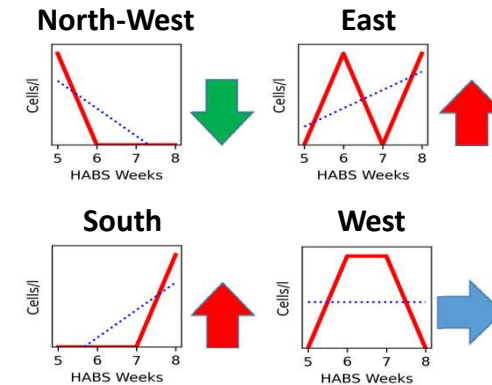 North-West
Cells/l
5 6 7 8
HABS Weeks
East
Cells/l
5 6 7 8
HABS Weeks
South
Cells/l
5 6 7 8
HABS Weeks
West
Cells/l
5 6 7 8
HABS Weeks